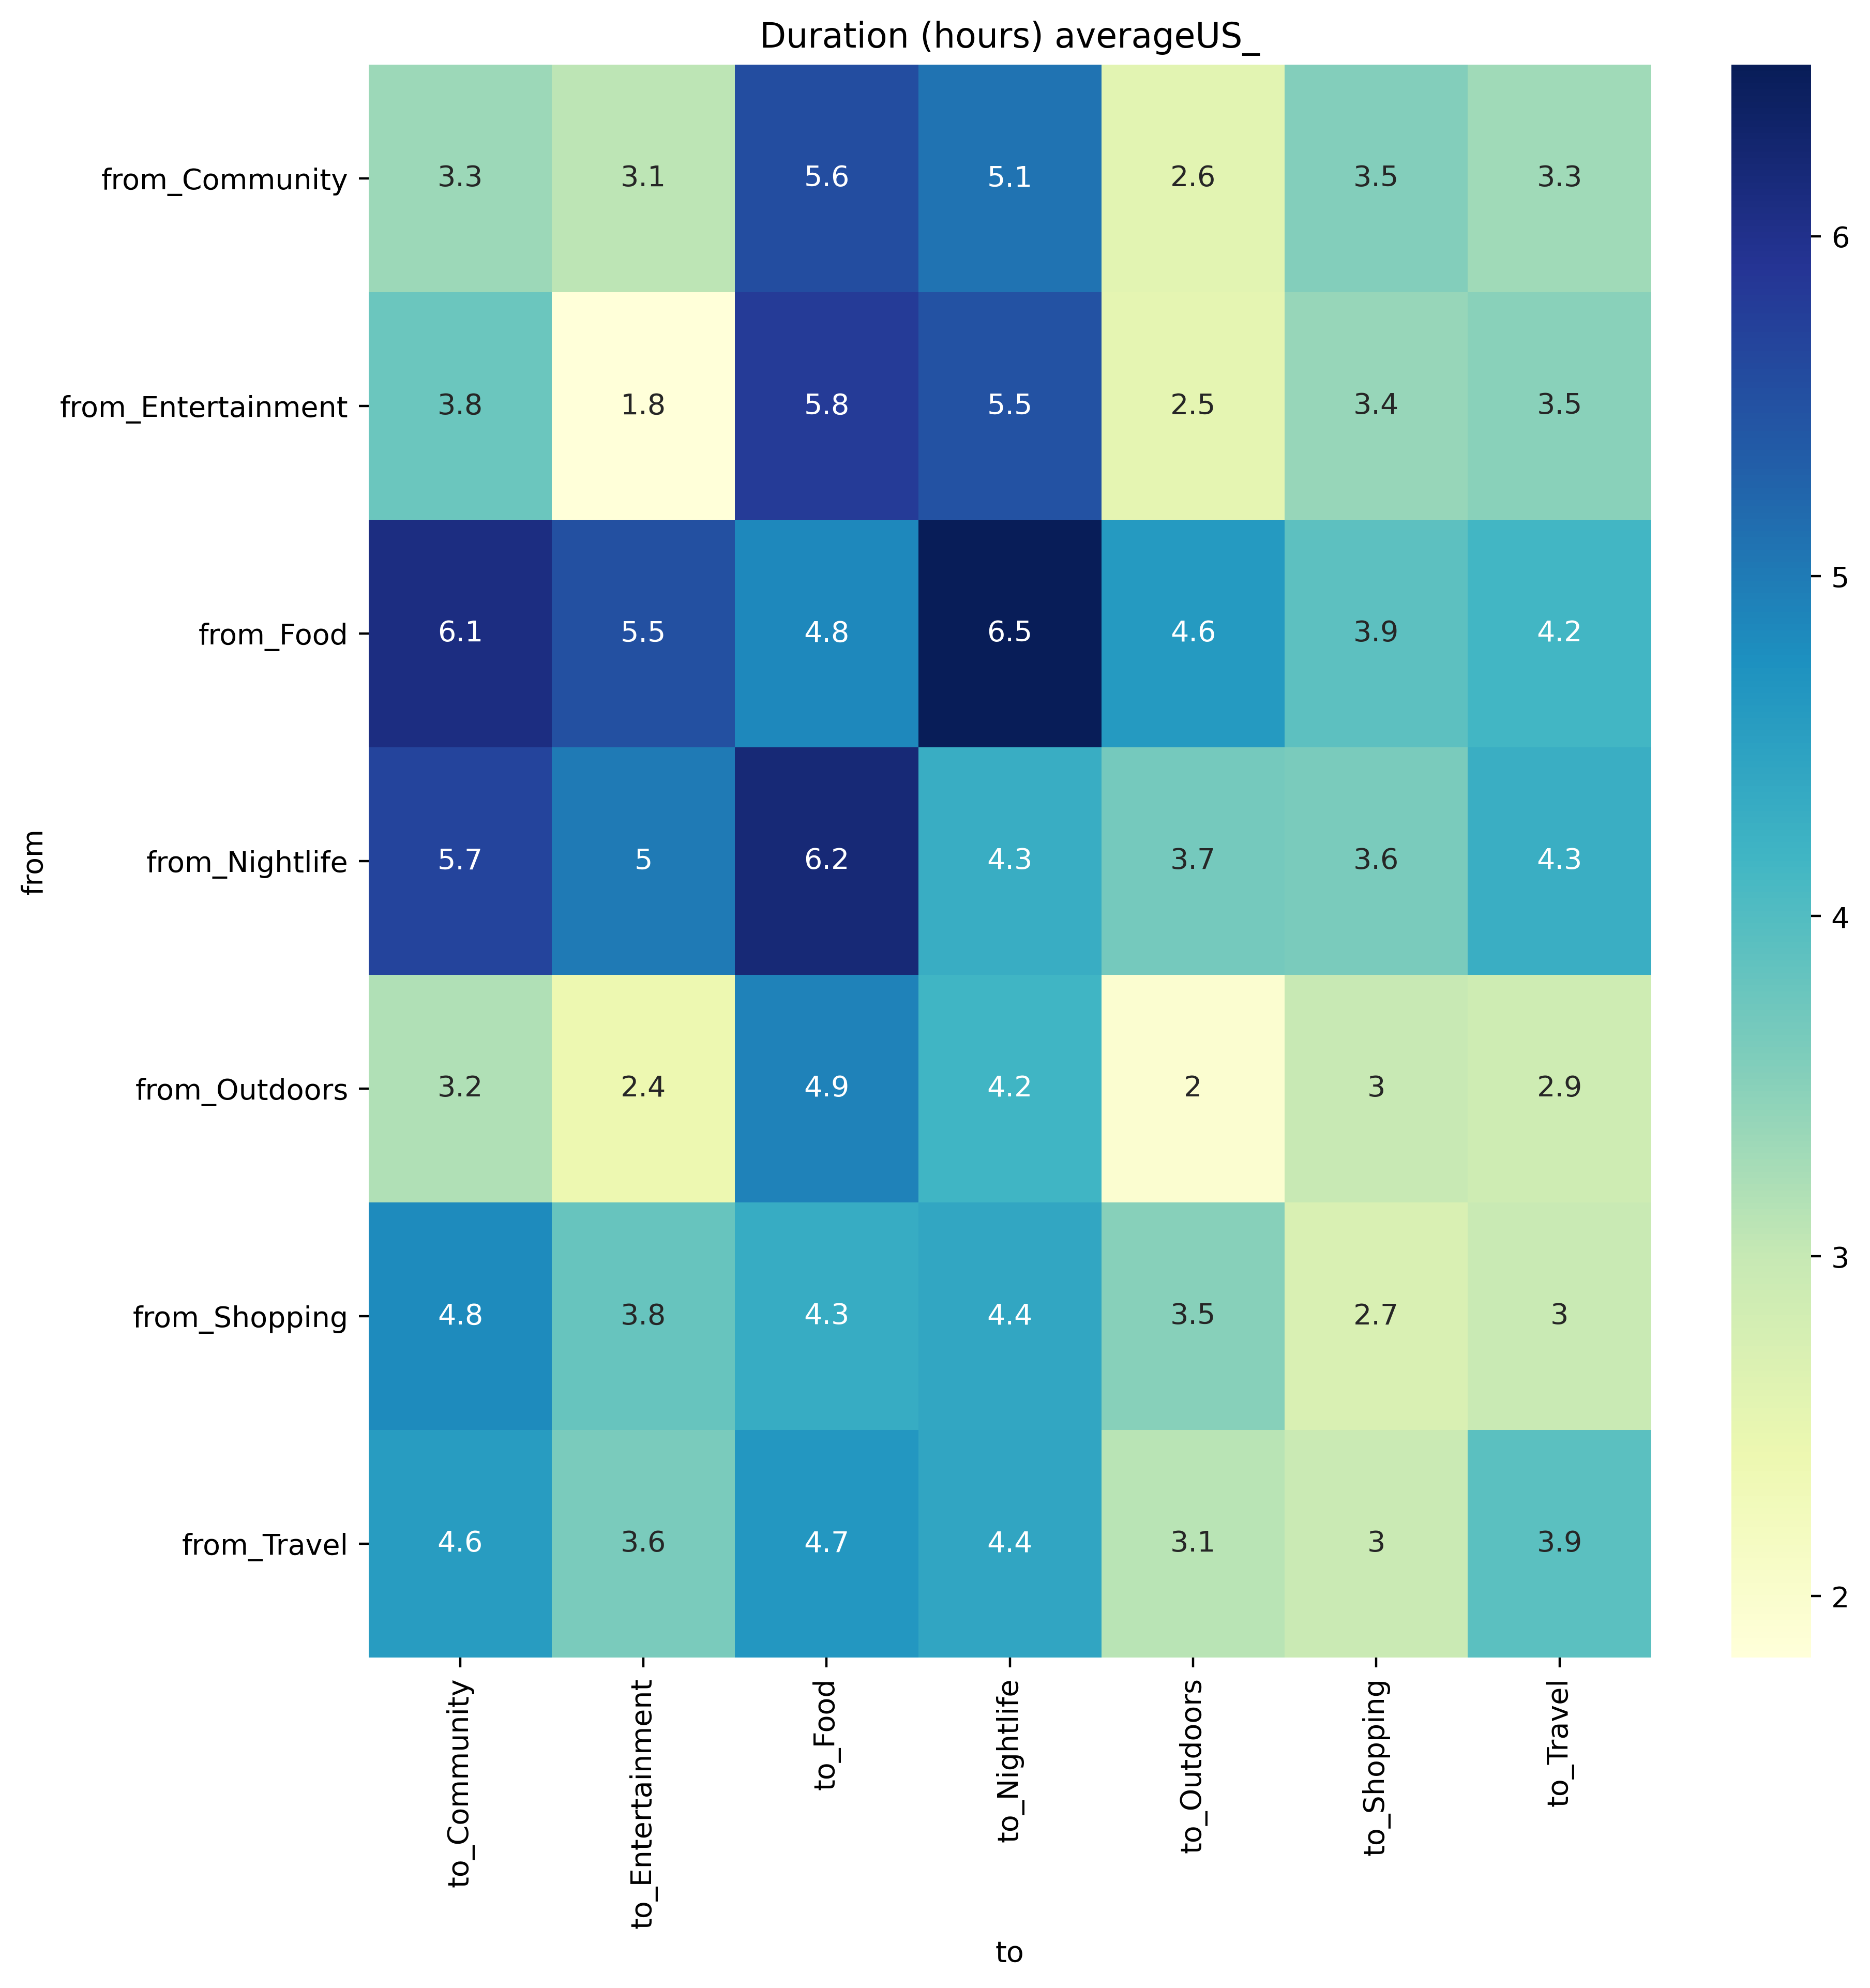 Duration (hours) averageUS_
from_Community 3.3 3.1 5.6 5.1 2.6 3.5 3.3
6
from_Entertainment 3.8 1.8 5.8 5.5 2.5 3.4 3.5
5
from_Food 6.1 5.5 4.8 6.5 4.6 3.9 4.2
from
from_Nightlife 5.7 5 6.2 4.3 3.7 3.6 4.3
4
from_Outdoors 3.2 2.4 4.9 4.2 2 3 2.9
3
from_Shopping 4.8 3.8 4.3 4.4 3.5 2.7 3
from_Travel 4.6 3.6 4.7 4.4 3.1 3 3.9
2
to_Community
to_Entertainment
to_Food
to_Nightlife
to_Outdoors
to_Shopping
to_Travel
to